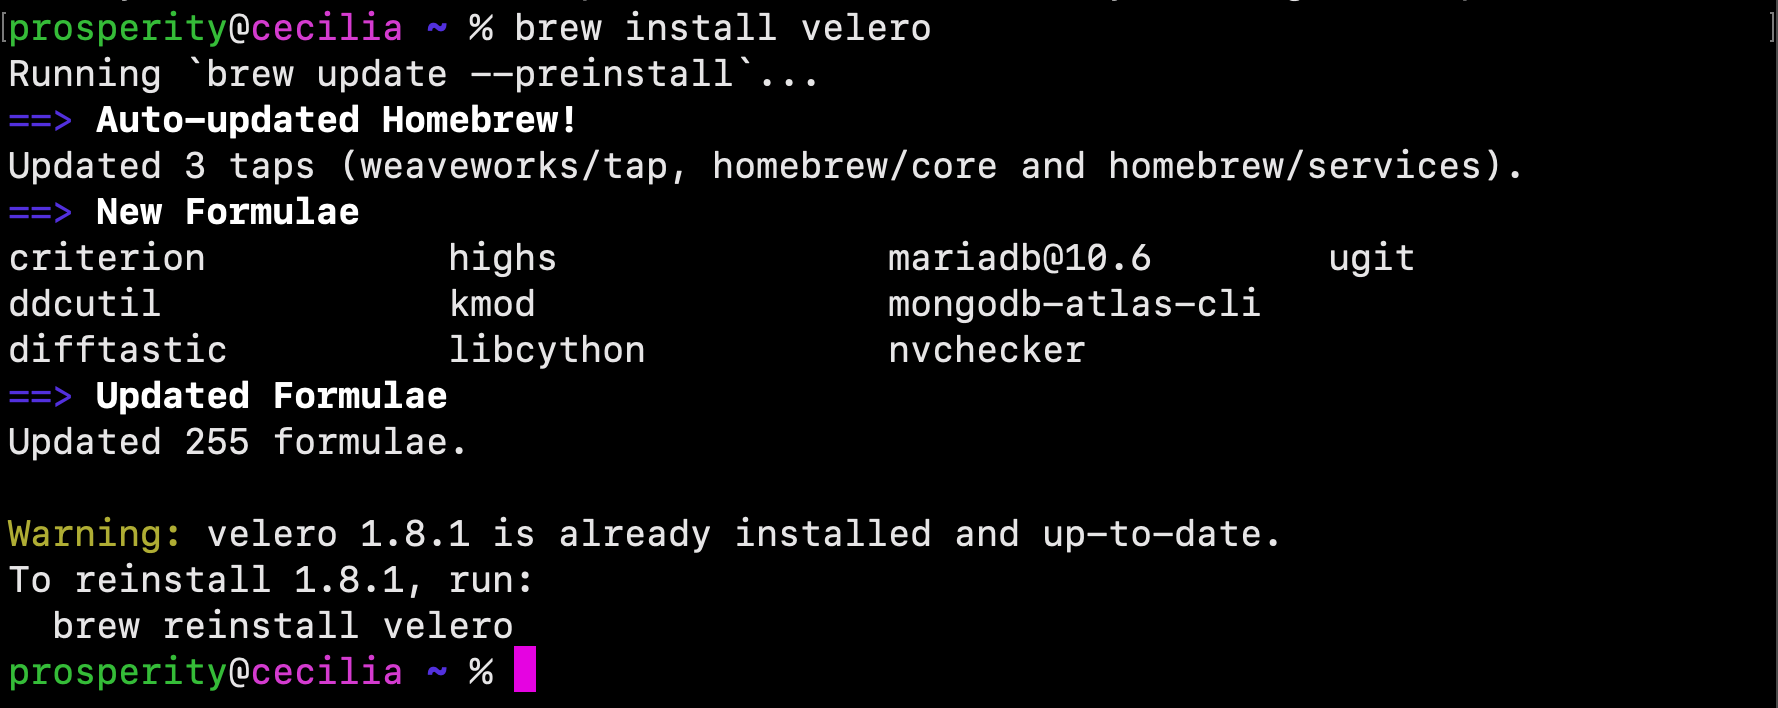 [prosperity@cecilia ~ % brew install velero ]
Running `brew update --preinstall`...
==> Auto-updated Homebrew!
Updated 3 taps (weaveworks/tap, homebrew/core and homebrew/services).
==> New Formulae
criterion highs mariadb@10.6 ugit
ddcutil kmod mongodb-atlas-cli
difftastic libcython nvchecker
==> Updated Formulae
Updated 255 formulae.
Warning: velero 1.8.1 is already installed and up-to-date.
To reinstall 1.8.1, run:
brew reinstall velero
prosperity@cecilia ~ %